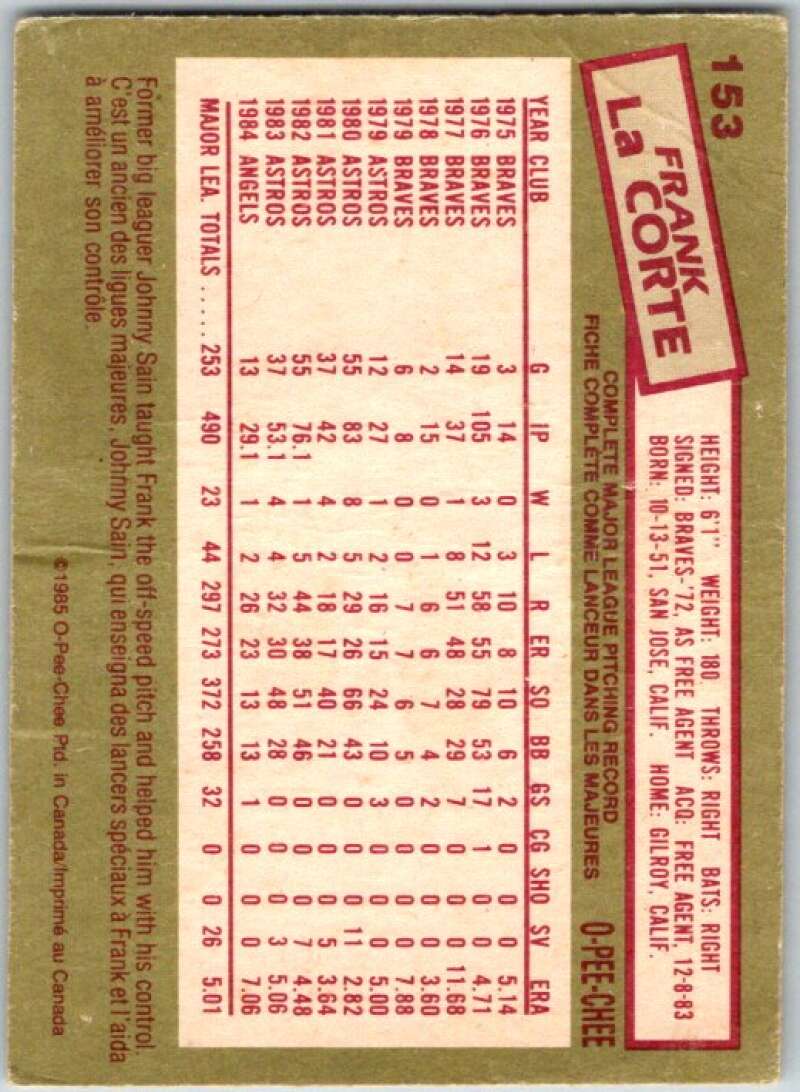 153
FRANK
La CORTE
HEIGHT: 6'1" WEIGHT: 180 THROWS: RIGHT BATS: RIGHT
SIGNED: BRAVES-'72, AS FREE AGENT ACQ: FREE AGENT, 12-8-83
BORN: 10-13-51, SAN JOSE, CALIF. HOME: GILROY, CALIF.
COMPLETE MAJOR LEAGUE PITCHING RECORD
FICHE COMPLÈTE COMME LANCEUR DANS LES MAJEURES
O-PEE-CHEE
YEAR CLUB G IP W L R ER SO BB GS CG SHO SV ERA
1975 BRAVES 3 14 0 3 10 8 10 6 2 0 0 0 5.14
1976 BRAVES 19 105 3 12 58 55 79 53 17 1 0 0 4.71
1977 BRAVES 14 37 1 8 51 48 28 29 7 0 0 0 11.68
1978 BRAVES 2 15 0 1 6 6 7 4 2 0 0 0 3.60
1979 BRAVES 6 8 0 0 7 7 6 5 0 0 0 0 7.88
1979 ASTROS 12 27 1 2 16 15 24 10 3 0 0 0 5.00
1980 ASTROS 55 83 8 5 29 26 66 43 0 0 0 11 2.82
1981 ASTROS 37 42 4 2 18 17 40 21 0 0 0 5 3.64
1982 ASTROS 55 76.1 1 5 44 38 51 46 0 0 0 7 4.48
1983 ASTROS 37 53.1 4 4 32 30 48 28 0 0 0 3 5.06
1984 ANGELS 13 29.1 1 2 26 23 13 13 1 0 0 0 7.06
MAJOR LEA. TOTALS ..... 253 490 23 44 297 273 372 258 32 0 0 26 5.01
Former big leaguer Johnny Sain taught Frank the off-speed pitch and helped him with his control.
C'est un ancien des ligues majeures, Johnny Sain, qui enseigna des lancers spéciaux à Frank et l'aida
à améliorer son contrôle.
©1985 O-Pee-Chee Ptd. in Canada/Imprimé au Canada